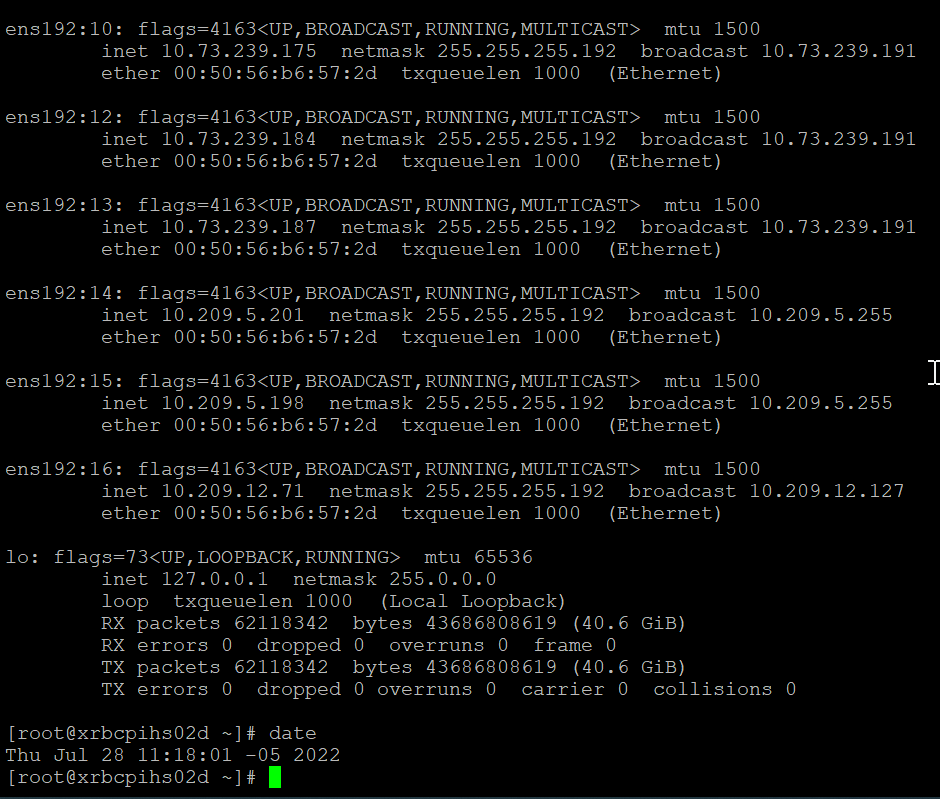 ens192:10: flags=4163<UP,BROADCAST,RUNNING,MULTICAST>  mtu 1500
        inet 10.73.239.175  netmask 255.255.255.192  broadcast 10.73.239.191
        ether 00:50:56:b6:57:2d  txqueuelen 1000  (Ethernet)

ens192:12: flags=4163<UP,BROADCAST,RUNNING,MULTICAST>  mtu 1500
        inet 10.73.239.184  netmask 255.255.255.192  broadcast 10.73.239.191
        ether 00:50:56:b6:57:2d  txqueuelen 1000  (Ethernet)

ens192:13: flags=4163<UP,BROADCAST,RUNNING,MULTICAST>  mtu 1500
        inet 10.73.239.187  netmask 255.255.255.192  broadcast 10.73.239.191
        ether 00:50:56:b6:57:2d  txqueuelen 1000  (Ethernet)

ens192:14: flags=4163<UP,BROADCAST,RUNNING,MULTICAST>  mtu 1500
        inet 10.209.5.201  netmask 255.255.255.192  broadcast 10.209.5.255
        ether 00:50:56:b6:57:2d  txqueuelen 1000  (Ethernet)

ens192:15: flags=4163<UP,BROADCAST,RUNNING,MULTICAST>  mtu 1500
        inet 10.209.5.198  netmask 255.255.255.192  broadcast 10.209.5.255
        ether 00:50:56:b6:57:2d  txqueuelen 1000  (Ethernet)

ens192:16: flags=4163<UP,BROADCAST,RUNNING,MULTICAST>  mtu 1500
        inet 10.209.12.71  netmask 255.255.255.192  broadcast 10.209.12.127
        ether 00:50:56:b6:57:2d  txqueuelen 1000  (Ethernet)

lo: flags=73<UP,LOOPBACK,RUNNING>  mtu 65536
        inet 127.0.0.1  netmask 255.0.0.0
        loop  txqueuelen 1000  (Local Loopback)
        RX packets 62118342  bytes 43686808619 (40.6 GiB)
        RX errors 0  dropped 0  overruns 0  frame 0
        TX packets 62118342  bytes 43686808619 (40.6 GiB)
        TX errors 0  dropped 0 overruns 0  carrier 0  collisions 0

[root@xrbcpihs02d ~]# date
Thu Jul 28 11:18:01 -05 2022
[root@xrbcpihs02d ~]#